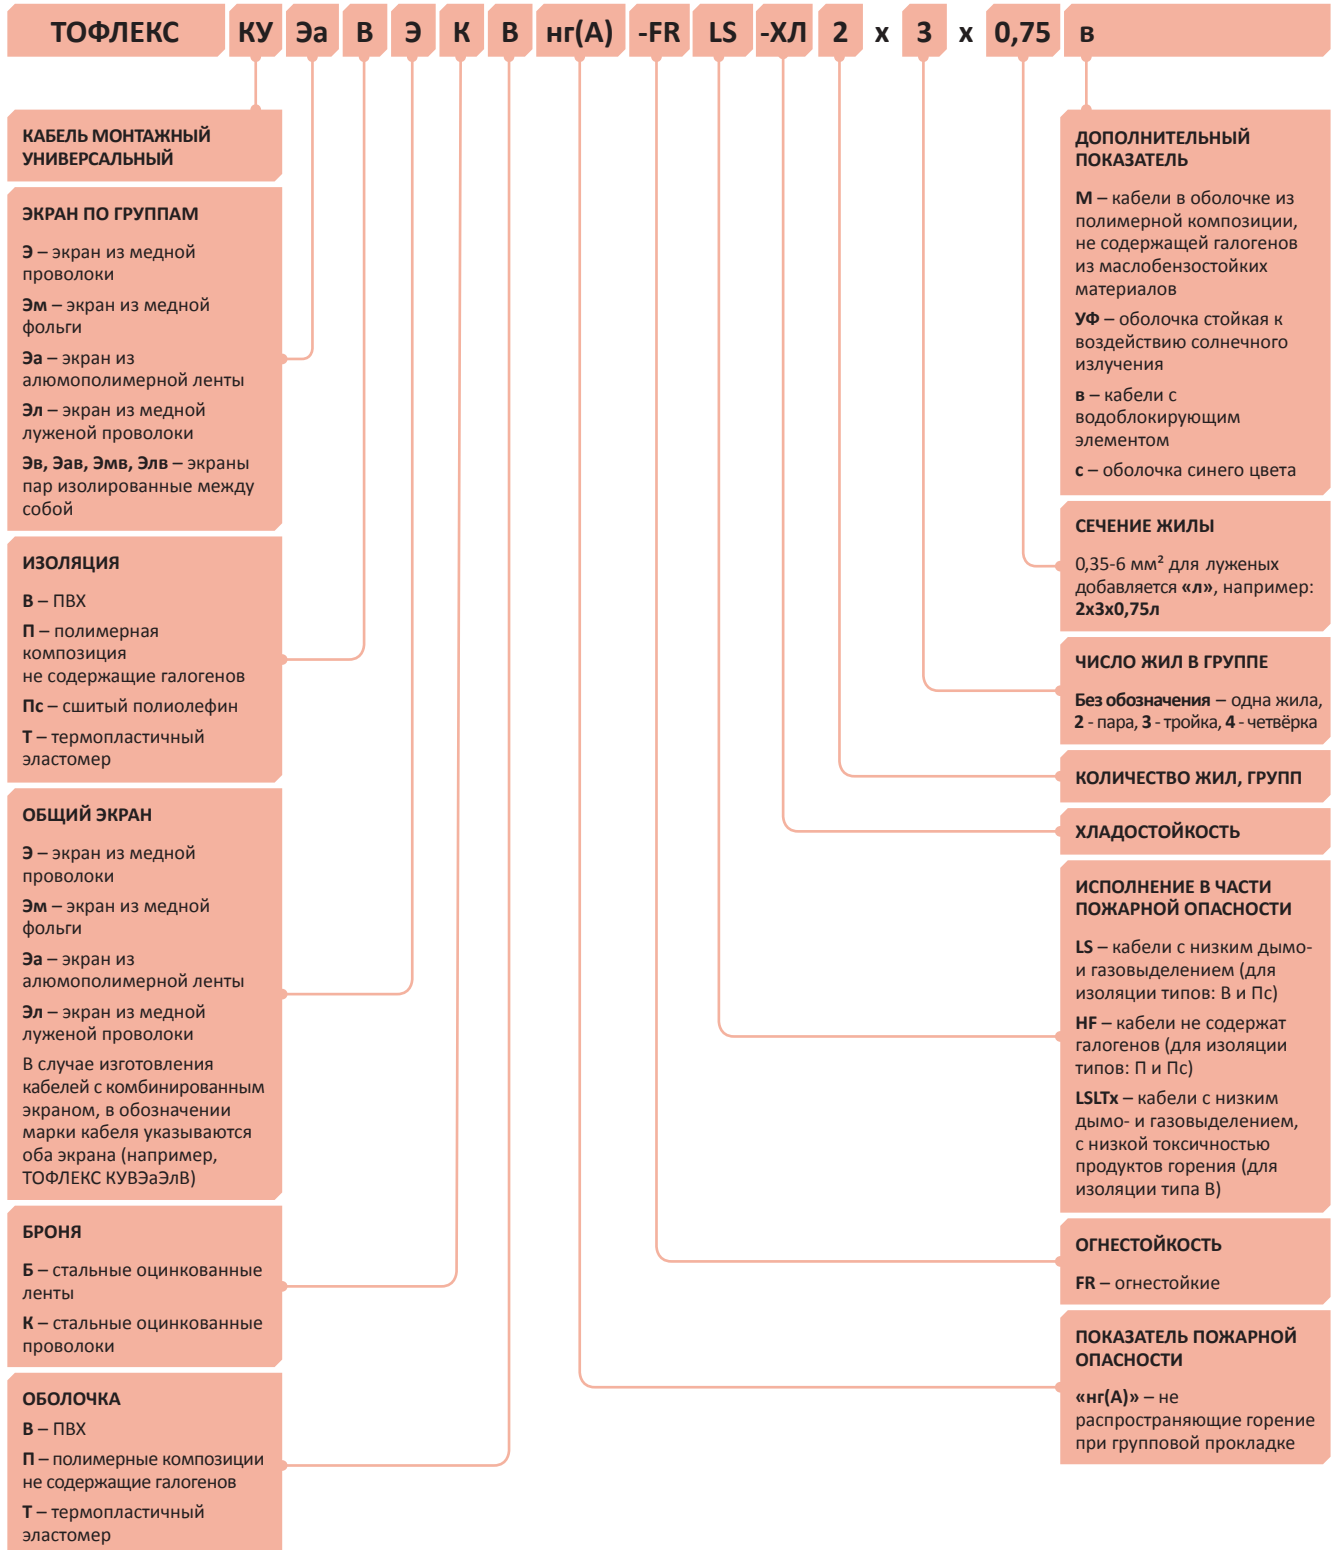 ТОФЛЕКС КУ Эа В Э К В нг(А) -FR LS -ХЛ 2 х 3 х 0,75 в
КАБЕЛЬ МОНТАЖНЫЙ
УНИВЕРСАЛЬНЫЙ
ЭКРАН ПО ГРУППАМ
Э – экран из медной
проволоки
Эм – экран из медной
фольги
Эа – экран из
алюмополимерной ленты
Эл – экран из медной
луженой проволоки
Эв, Эав, Эмв, Элв – экраны
пар изолированные между
собой
ИЗОЛЯЦИЯ
В – ПВХ
П – полимерная
композиция
не содержащие галогенов
Пс – сшитый полиолефин
Т – термопластичный
эластомер
ОБЩИЙ ЭКРАН
Э – экран из медной
проволоки
Эм – экран из медной
фольги
Эа – экран из
алюмополимерной ленты
Эл – экран из медной
луженой проволоки
В случае изготовления
кабелей с комбинированным
экраном, в обозначении
марки кабеля указываются
оба экрана (например,
ТОФЛЕКС КУВЭаЭлВ)
БРОНЯ
Б – стальные оцинкованные
ленты
К – стальные оцинкованные
проволоки
ОБОЛОЧКА
В – ПВХ
П – полимерные композиции
не содержащие галогенов
Т – термопластичный
эластомер
ДОПОЛНИТЕЛЬНЫЙ
ПОКАЗАТЕЛЬ
М – кабели в оболочке из
полимерной композиции,
не содержащей галогенов
из маслобензостойких
материалов
УФ – оболочка стойкая к
воздействию солнечного
излучения
в – кабели с
водоблокирующим
элементом
с – оболочка синего цвета
СЕЧЕНИЕ ЖИЛЫ
0,35-6 мм² для луженых
добавляется «л», например:
2х3х0,75л
ЧИСЛО ЖИЛ В ГРУППЕ
Без обозначения – одна жила,
2 - пара, 3 - тройка, 4 - четвёрка
КОЛИЧЕСТВО ЖИЛ, ГРУПП
ХЛАДОСТОЙКОСТЬ
ИСПОЛНЕНИЕ В ЧАСТИ
ПОЖАРНОЙ ОПАСНОСТИ
LS – кабели с низким дымо-
и газовыделением (для
изоляции типов: В и Пс)
HF – кабели не содержат
галогенов (для изоляции
типов: П и Пс)
LSLTx – кабели с низким
дымо- и газовыделением,
с низкой токсичностью
продуктов горения (для
изоляции типа В)
ОГНЕСТОЙКОСТЬ
FR – огнестойкие
ПОКАЗАТЕЛЬ ПОЖАРНОЙ
ОПАСНОСТИ
«нг(А)» – не
распространяющие горение
при групповой прокладке